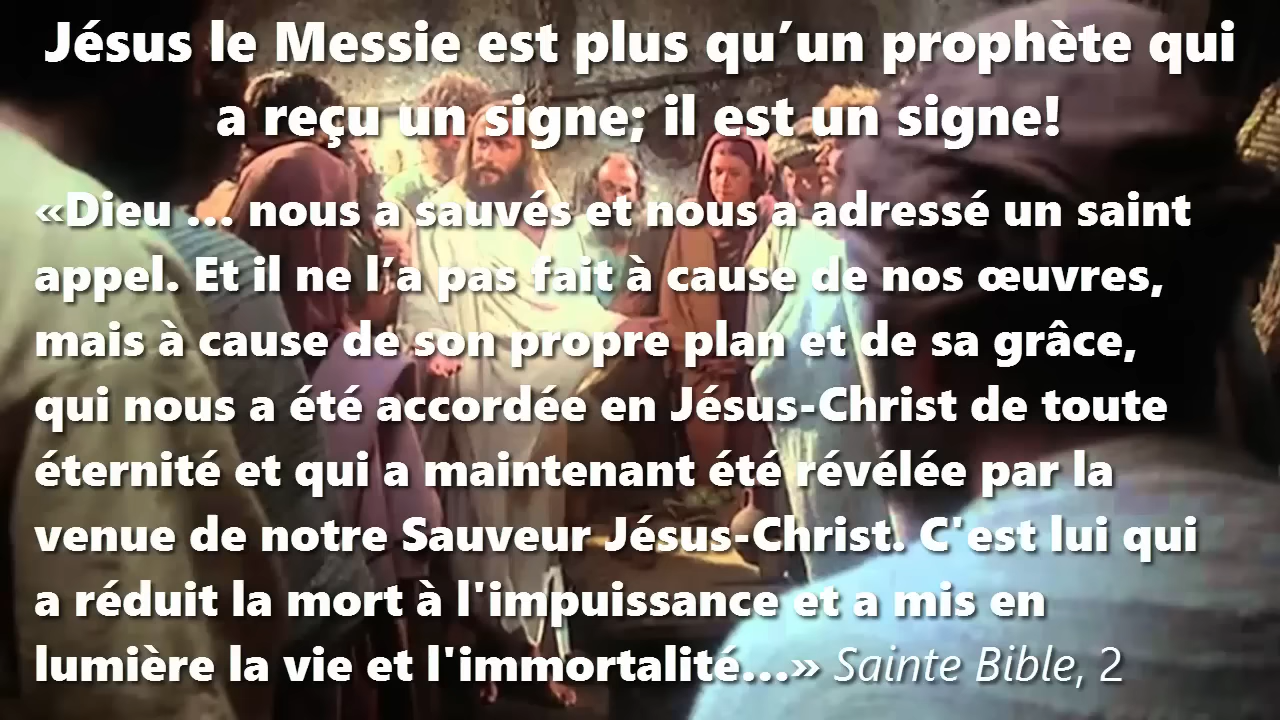 Jésus le Messie est plus qu’un prophète qui
a reçu un signe; il est un signe!
«Dieu ... nous a sauvés et nous a adressé un saint
appel. Et il ne l’a pas fait à cause de nos œuvres,
mais à cause de son propre plan et de sa grâce,
qui nous a été accordée en Jésus-Christ de toute
éternité et qui a maintenant été révélée par la
venue de notre Sauveur Jésus-Christ. C'est lui qui
a réduit la mort à l'impuissance et a mis en
lumière la vie et l'immortalité...» Sainte Bible, 2